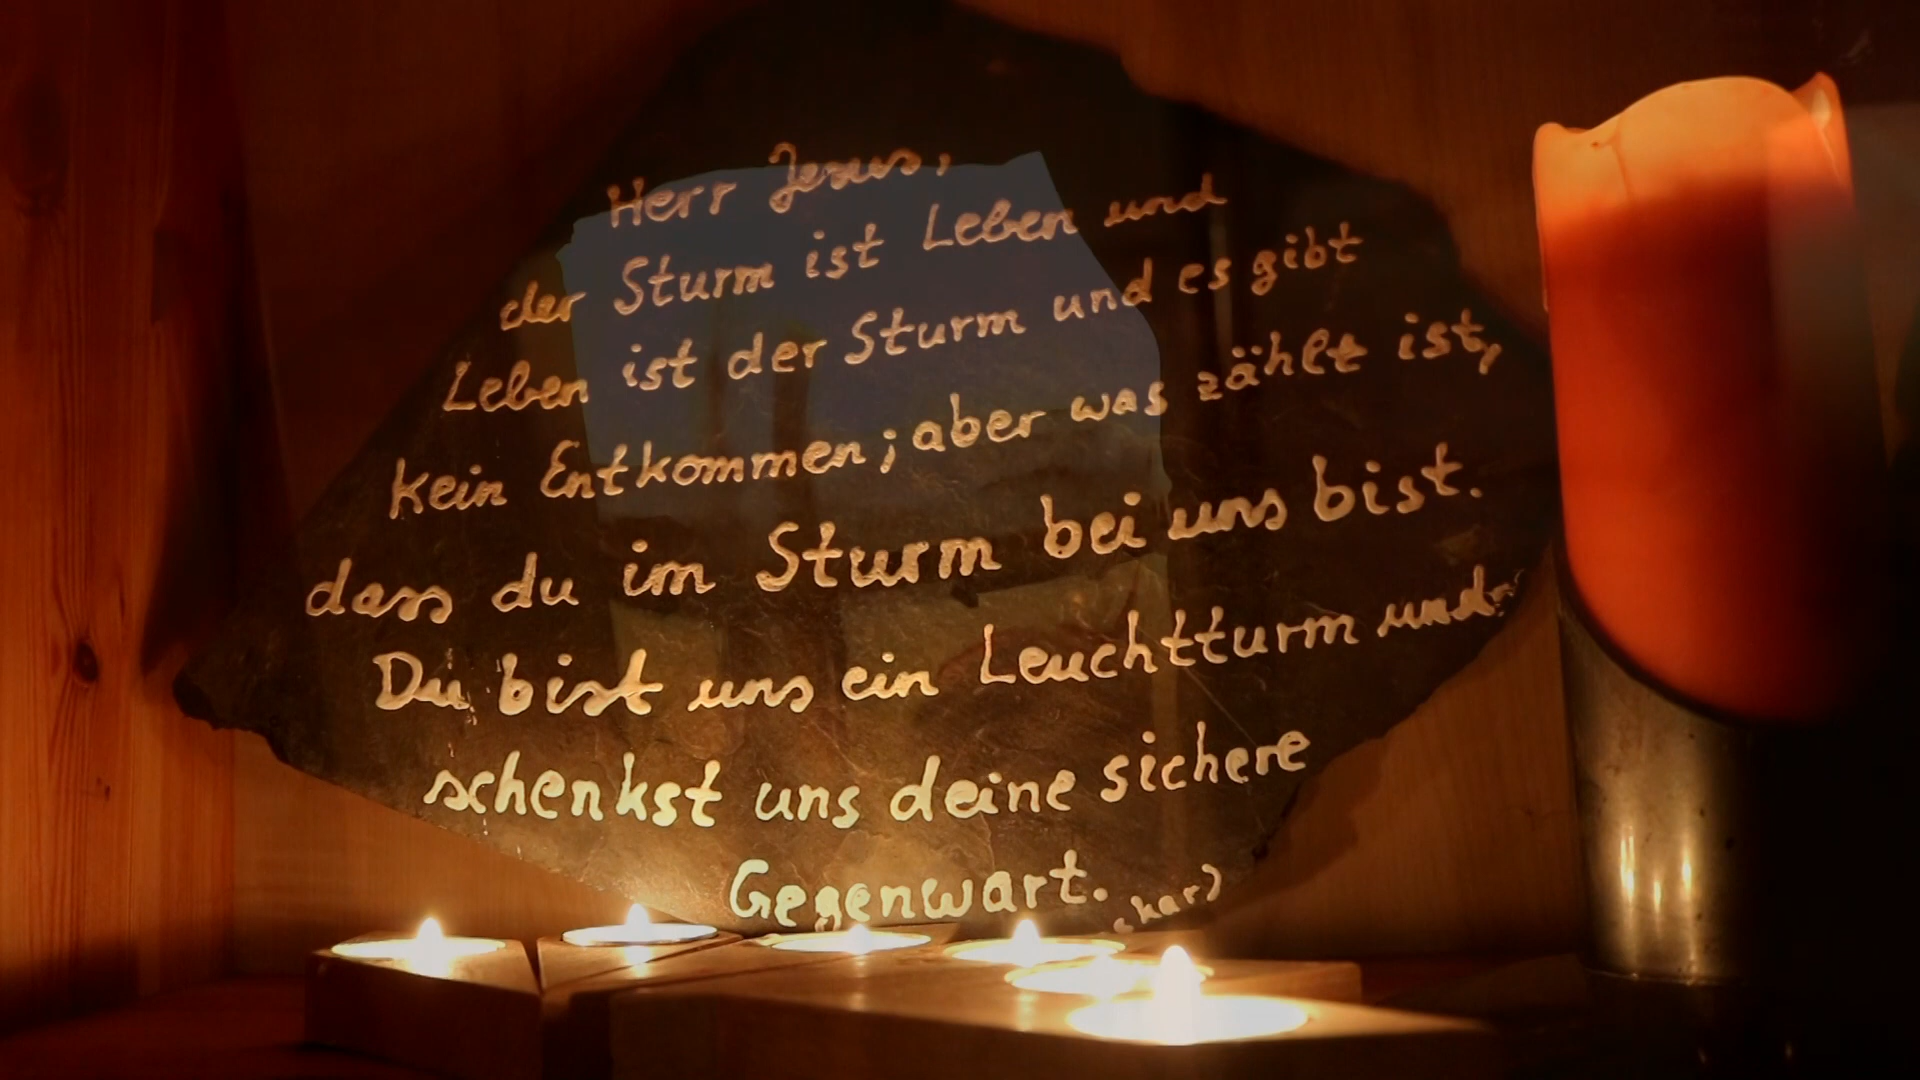 Herr Jesus,
der Sturm ist Leben und
Leben ist der Sturm und es gibt
kein Entkommen; aber was zählt ist,
dass du im Sturm bei uns bist.
Du bist uns ein Leuchtturm und
schenkst uns deine sichere
Gegenwart.